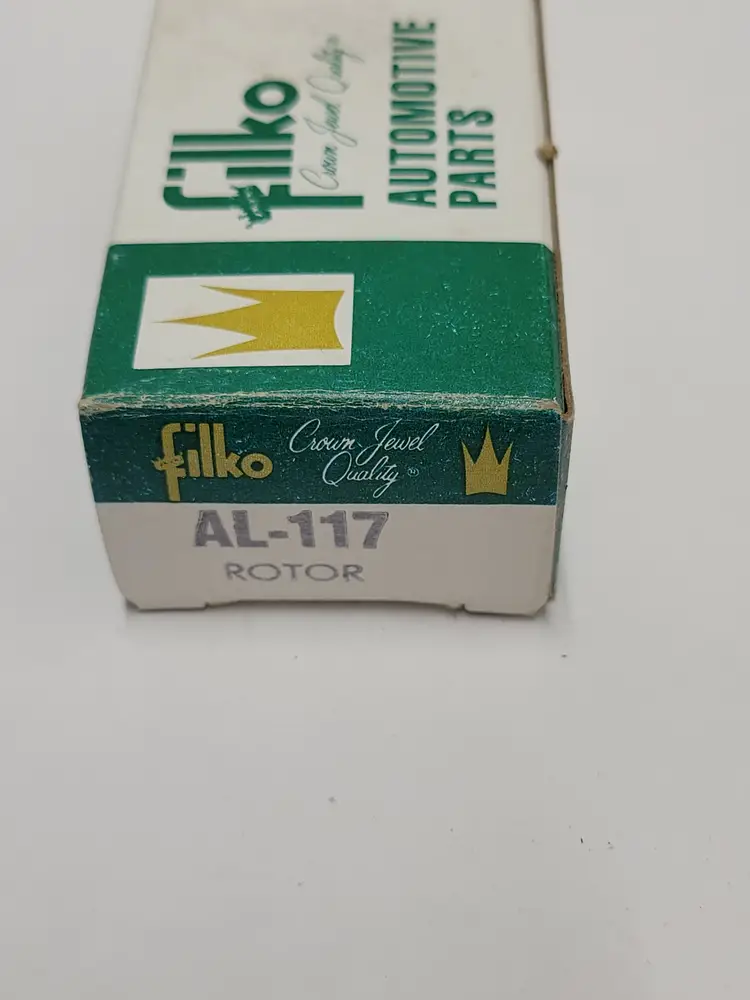 filko
Crown Jewel Quality®
AUTOMOTIVE
PARTS
filko
Crown Jewel
Quality®
AL-117
ROTOR